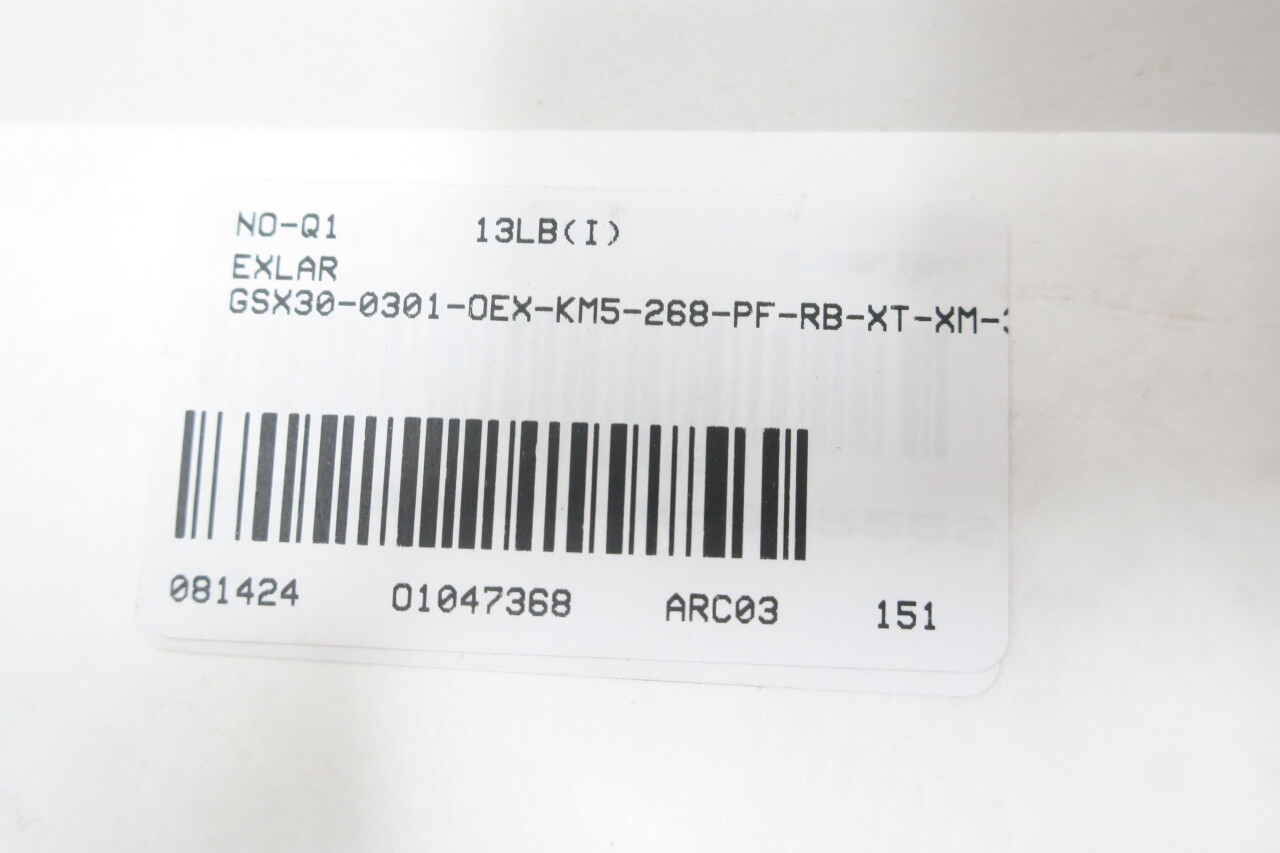 NO-Q1 13LB(I)
EXLAR
GSX30-0301-OEX-KM5-268-PF-RB-XT-XM-
081424 01047368 ARC03 151